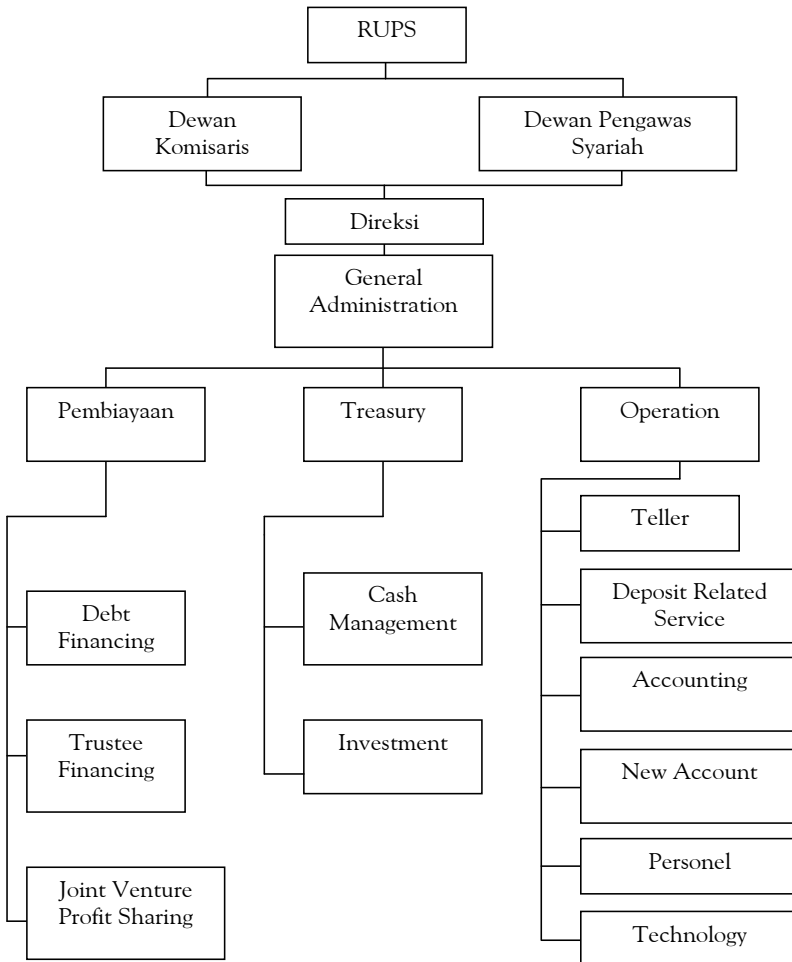 RUPS
Dewan
Komisaris
Dewan Pengawas
Syariah
Direksi
General
Administration
Pembiayaan
Treasury
Operation
Debt
Financing
Trustee
Financing
Joint Venture
Profit Sharing
Cash
Management
Investment
Teller
Deposit Related
Service
Accounting
New Account
Personel
Technology